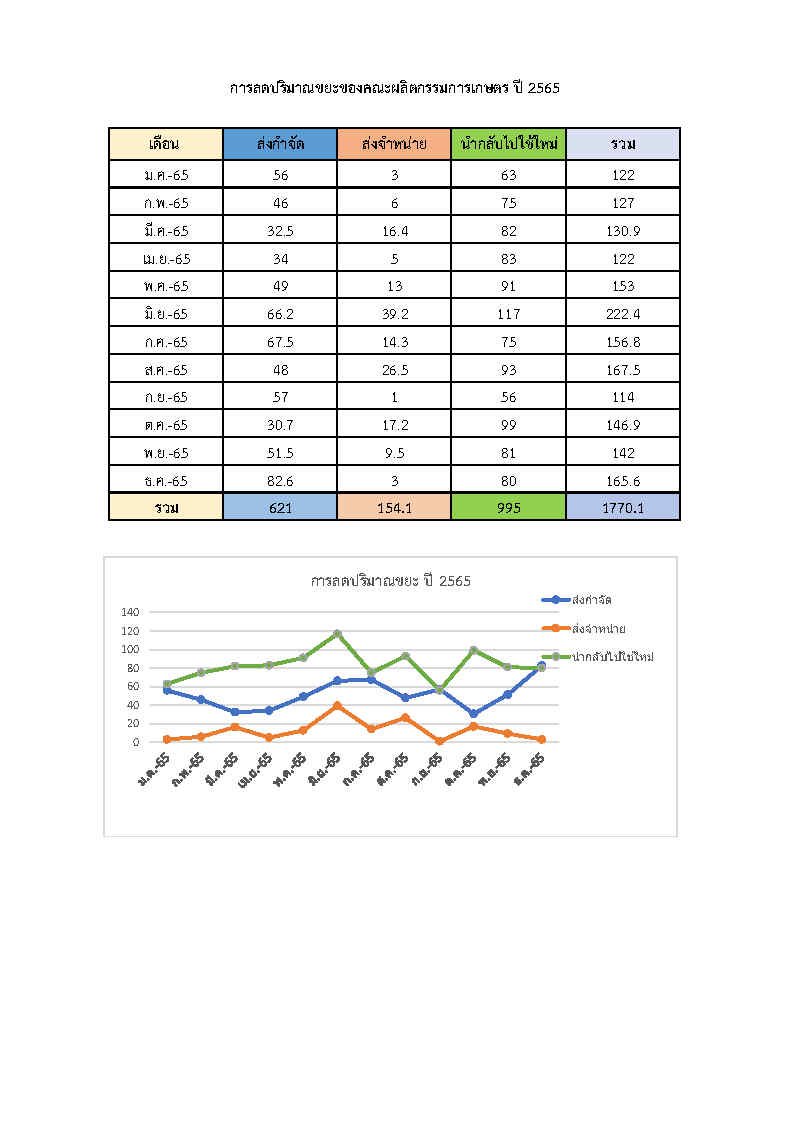 การลดปริมาณขยะของคณะผลิตกรรมการเกษตร ปี 2565
เดือน ส่งกำจัด ส่งจำหน่าย นำกลับไปใช้ใหม่ รวม
ม.ค.-65 56 3 63 122
ก.พ.-65 46 6 75 127
มี.ค.-65 32.5 16.4 82 130.9
เม.ย.-65 34 5 83 122
พ.ค.-65 49 13 91 153
มิ.ย.-65 66.2 39.2 117 222.4
ก.ค.-65 67.5 14.3 75 156.8
ส.ค.-65 48 26.5 93 167.5
ก.ย.-65 57 1 56 114
ต.ค.-65 30.7 17.2 99 146.9
พ.ย.-65 51.5 9.5 81 142
ธ.ค.-65 82.6 3 80 165.6
รวม 621 154.1 995 1770.1
การลดปริมาณขยะ ปี 2565
ส่งกำจัด
ส่งจำหน่าย
นำกลับไปใช้ใหม่
140
120
100
80
60
40
20
0
ม.ค.-65 ก.พ.-65 มี.ค.-65 เม.ย.-65 พ.ค.-65 มิ.ย.-65 ก.ค.-65 ส.ค.-65 ก.ย.-65 ต.ค.-65 พ.ย.-65 ธ.ค.-65